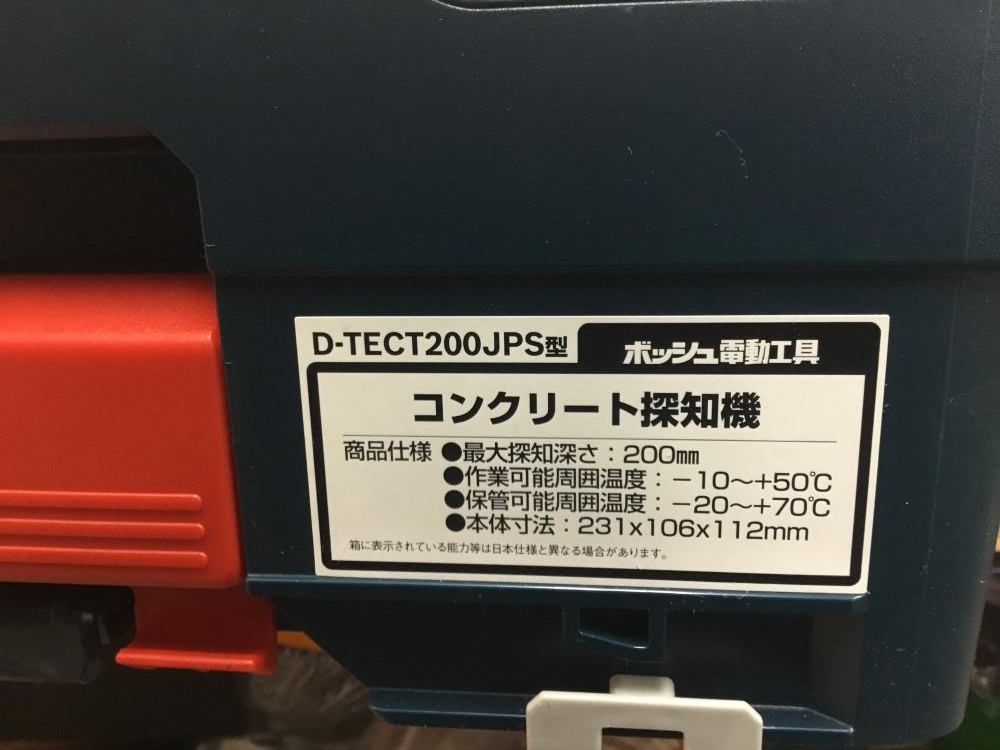 D-TECT200JPS型
ボッシュ電動工具
コンクリート探知機
商品仕様 ●最大探知深さ：200㎜
●作業可能周囲温度：−10〜+50℃
●保管可能周囲温度：−20〜+70℃
●本体寸法：231x106x112mm
箱に表示されている能力等は日本仕様と異なる場合があります。